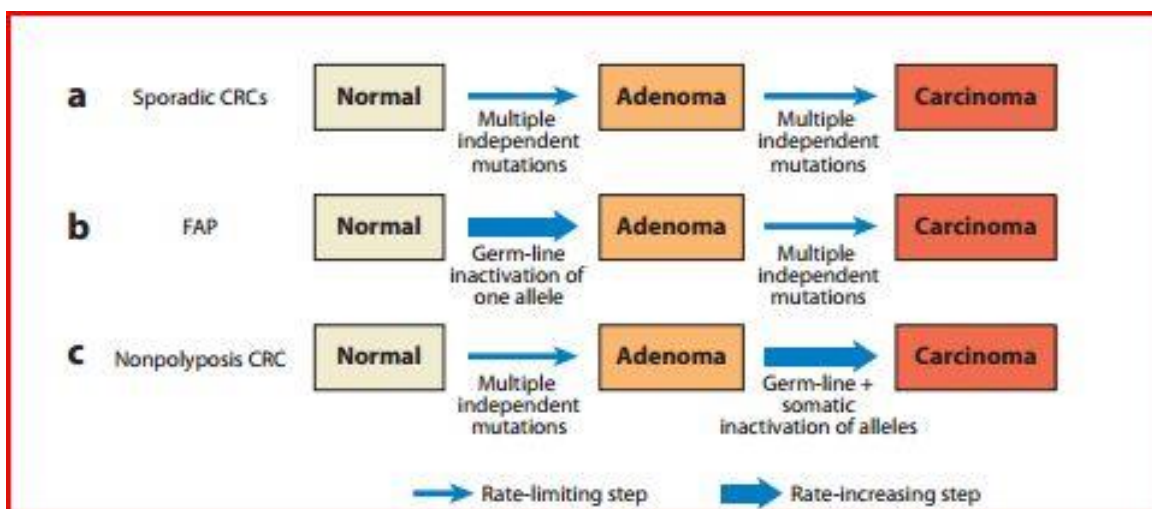 a Sporadic CRCs Normal Adenoma Carcinoma
Multiple Multiple
independent independent
mutations mutations
b FAP Normal Adenoma Carcinoma
Germ-line Multiple
inactivation of independent
one allele mutations
c Nonpolyposis CRC Normal Adenoma Carcinoma
Multiple Germ-line +
independent somatic
mutations inactivation of alleles
Rate-limiting step Rate-increasing step